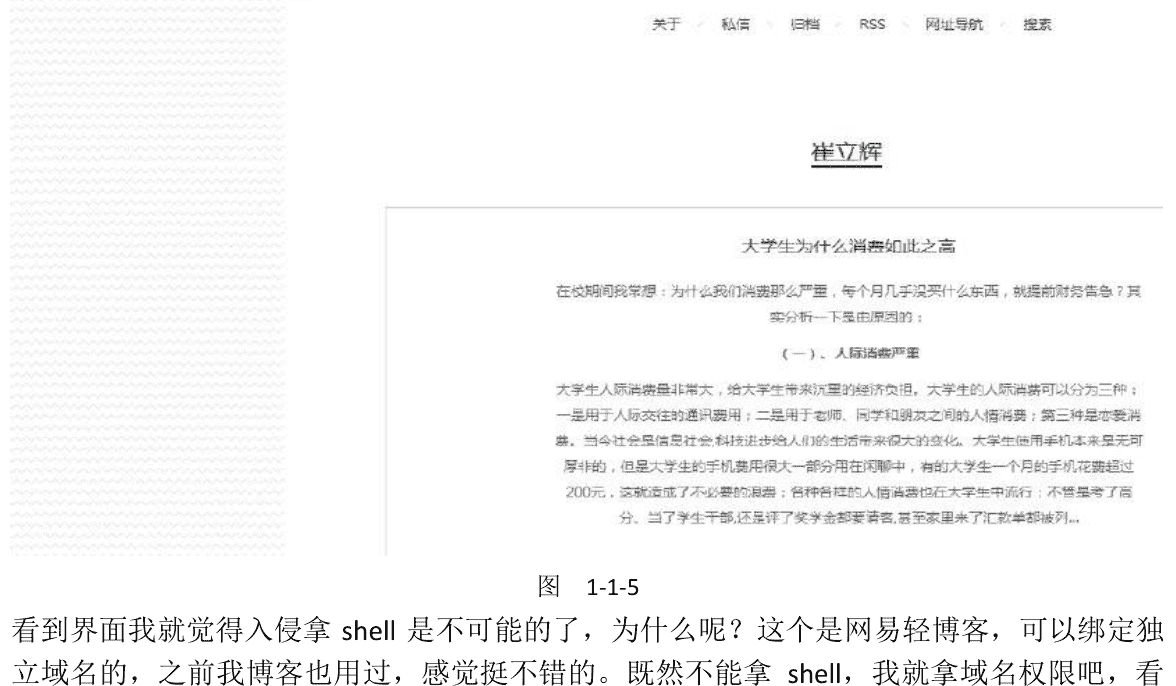 关于 私信 归档 RSS 网址导航 搜索
崔立辉
大学生为什么消费如此之高
在校期间我常想：为什么我们消费那么严重，每个月几乎没买什么东西，就提前财务告急？其
实分析一下是由原因的：
（一）、人际消费严重
大学生人际消费量非常大，给大学生带来沉重的经济负担。大学生的人际消费可以分为三种：
一是用于人际交往的通讯费用；二是用于老师、同学和朋友之间的人情消费；第三种是恋爱消
费。当今社会是信息社会,科技进步给人们的生活带来很大的变化。大学生使用手机本来是无可
厚非的，但是大学生的手机费用很大一部分用在闲聊中，有的大学生一个月的手机花费超过
200元，这就造成了不必要的浪费；各种各样的人情消费也在大学生中流行；不管是考了高
分、当了学生干部,还是评了奖学金都要请客,甚至家里来了汇款单都被列...
图 1-1-5
看到界面我就觉得入侵拿 shell 是不可能的了，为什么呢？这个是网易轻博客，可以绑定独
立域名的，之前我博客也用过，感觉挺不错的。既然不能拿 shell，我就拿域名权限吧，看